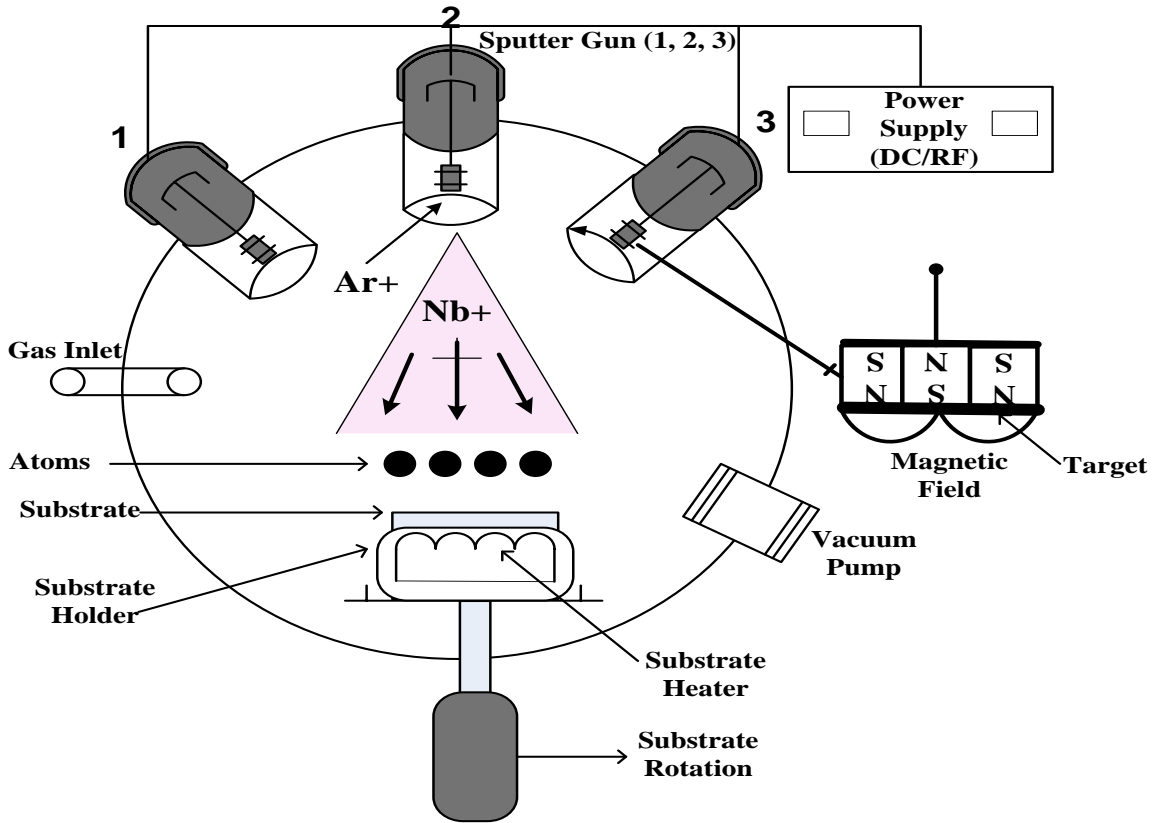 2
Sputter Gun (1, 2, 3)
1
3
Power
Supply
(DC/RF)
Ar+
Nb+
Gas Inlet
S N S
N S N
Magnetic
Field
Target
Atoms
Substrate
Vacuum
Pump
Substrate
Holder
Substrate
Heater
Substrate
Rotation